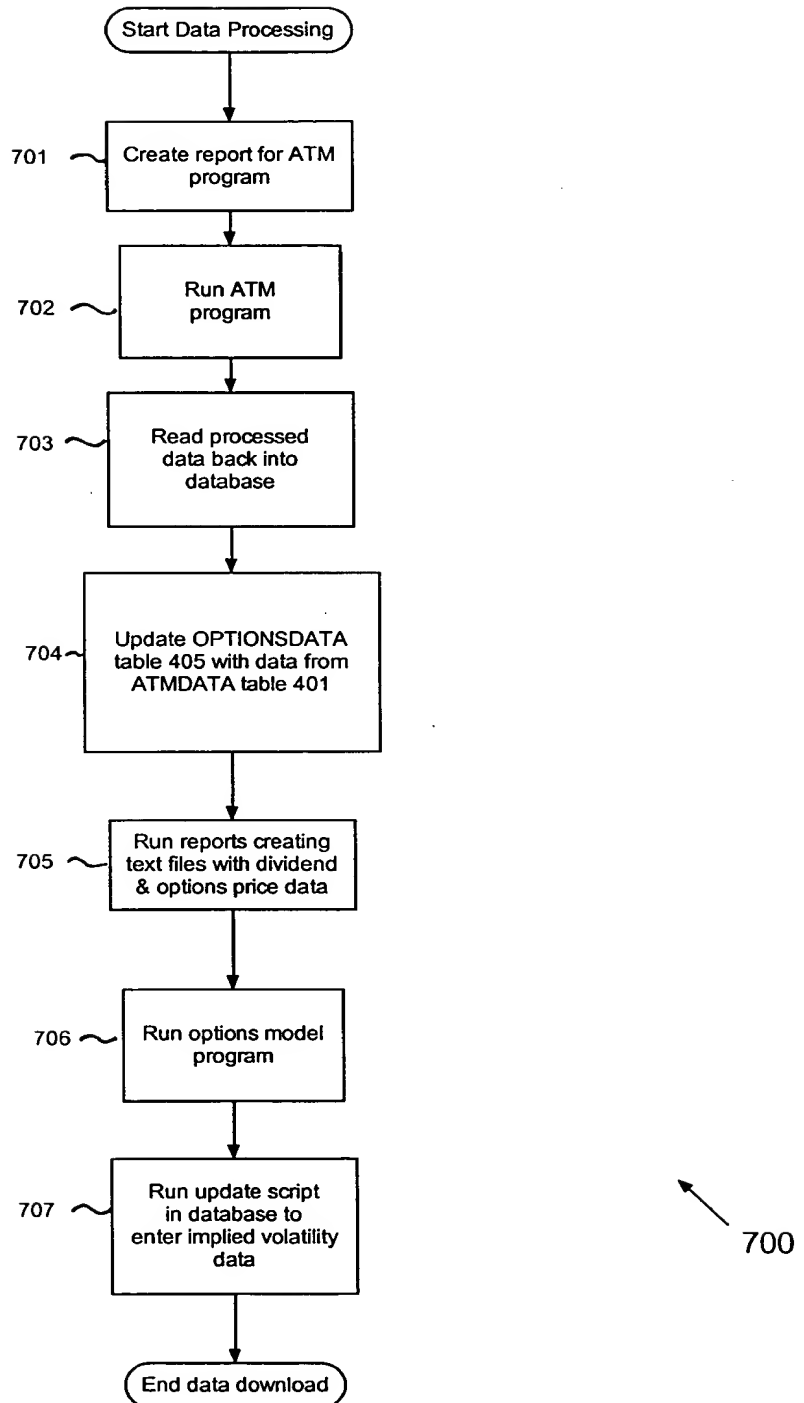 Start Data Processing
701
Create report for ATM
program
702
Run ATM
program
703
Read processed
data back into
database
704
Update OPTIONSDATA
table 405 with data from
ATMDATA table 401
705
Run reports creating
text files with dividend
& options price data
706
Run options model
program
707
Run update script
in database to
enter implied volatility
data
700
End data download